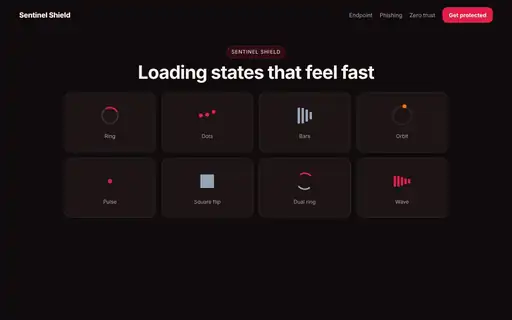 Sentinel Shield
Endpoint
Phishing
Zero trust
Get protected
SENTINEL SHIELD
Loading states that feel fast
Ring
Dots
Bars
Orbit
Pulse
Square flip
Dual ring
Wave